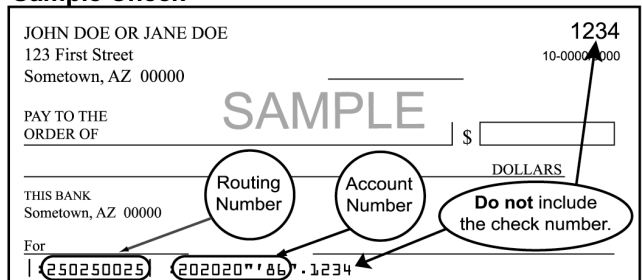 Sample Check
JOHN DOE OR JANE DOE
1234
123 First Street
Sometown, AZ 00000
SAMPLE
PAY TO THE
ORDER OF
$
DOLLARS
Routing
Number
Account
Number
Do not include
the check number.
THIS BANK
Sometown, AZ 00000
For
250250025 202020"'86".1234